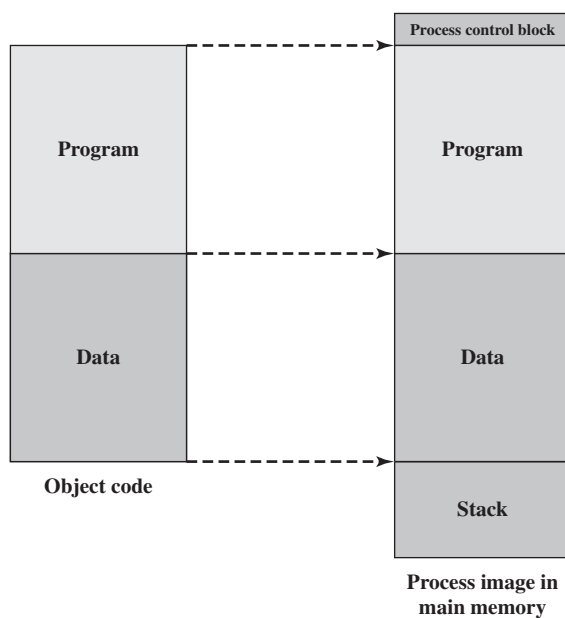 Process control block
Program
Program
Data
Data
Object code
Stack
Process image in
main memory